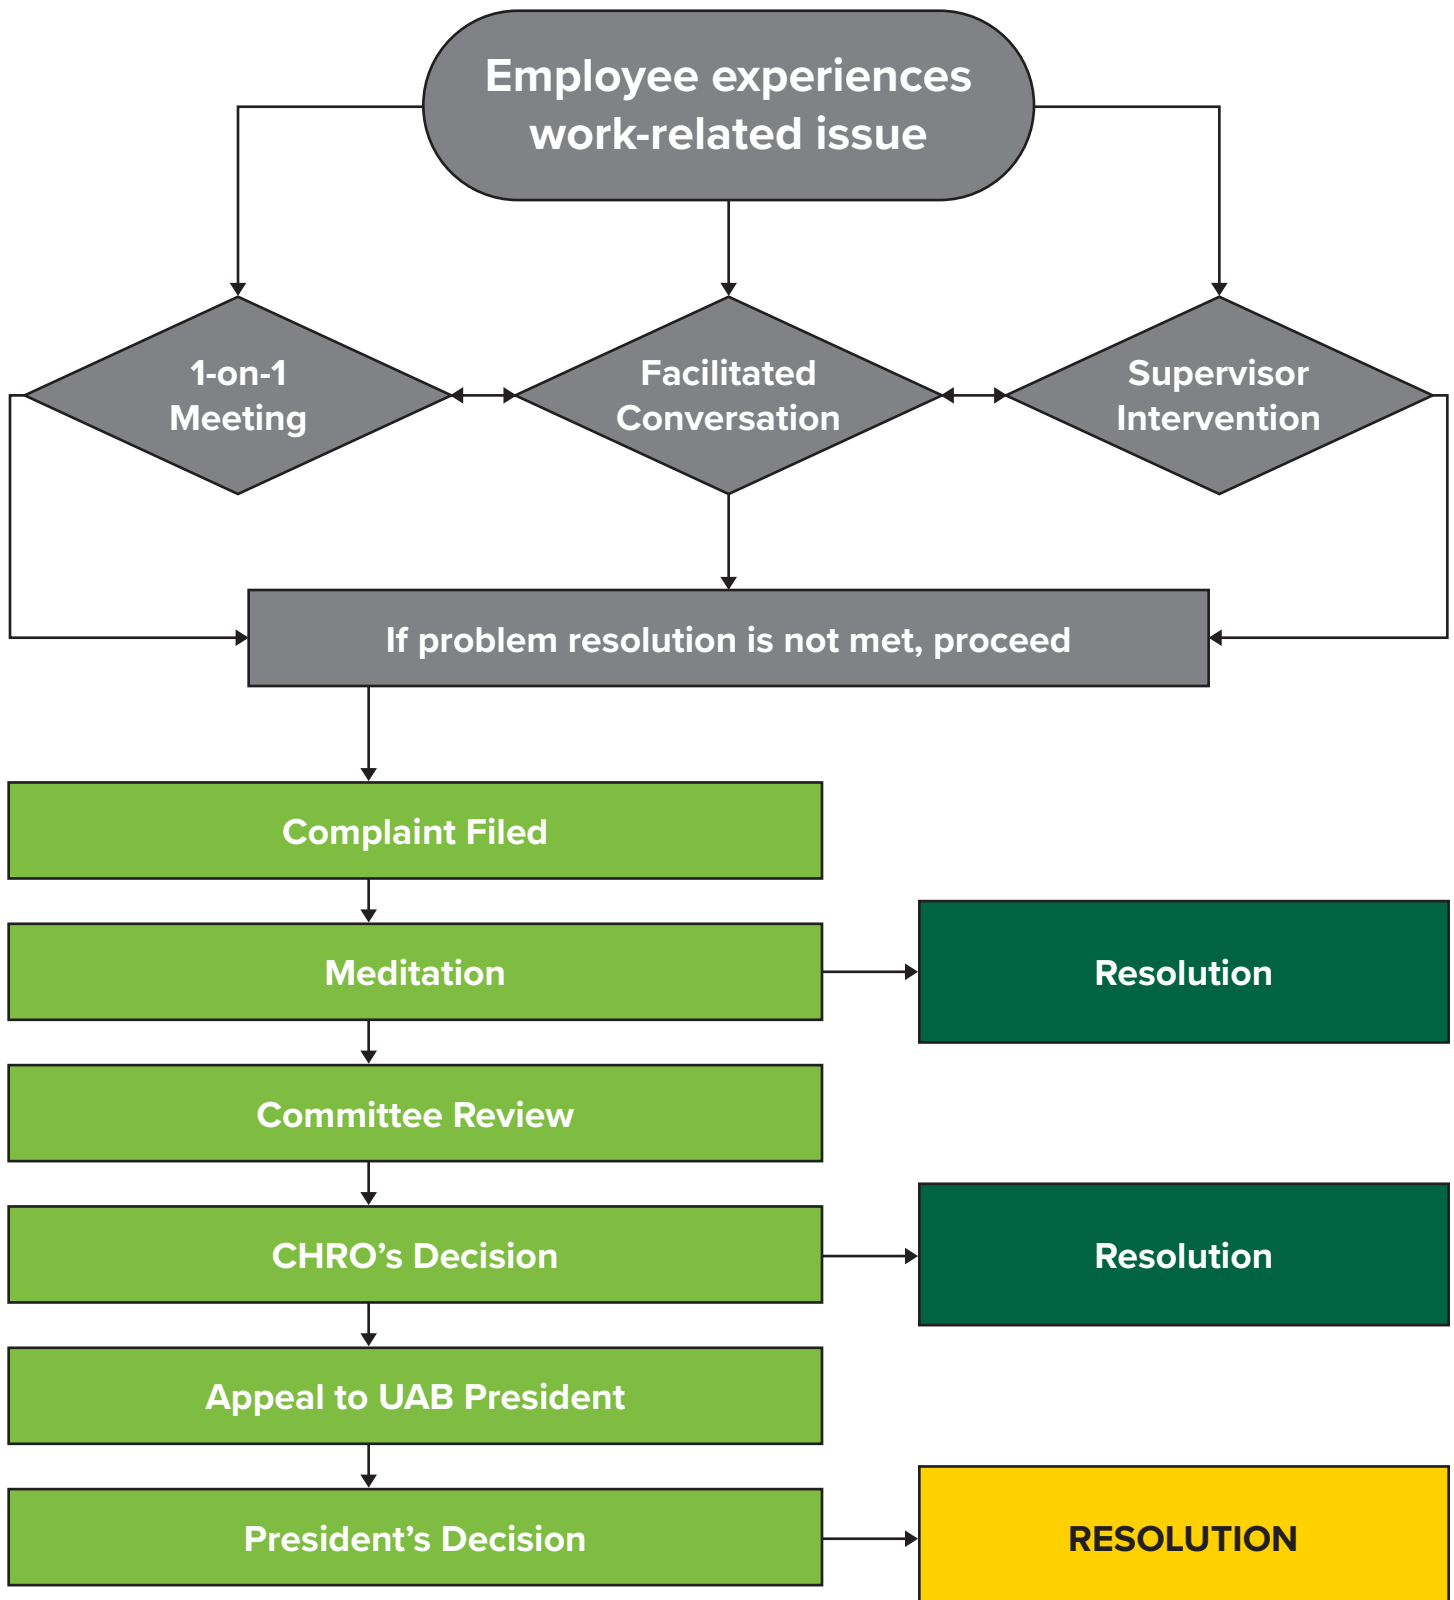 Employee experiences
work-related issue
1-on-1
Meeting
Facilitated
Conversation
Supervisor
Intervention
If problem resolution is not met, proceed
Complaint Filed
Meditation
Resolution
Committee Review
CHRO’s Decision
Resolution
Appeal to UAB President
President’s Decision
RESOLUTION